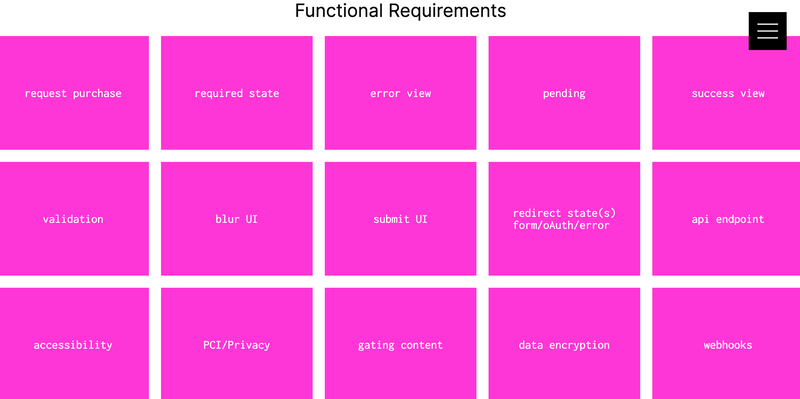 Functional Requirements
request purchase
required state
error view
pending
success view
validation
blur UI
submit UI
redirect state(s)
form/oAuth/error
api endpoint
accessibility
PCI/Privacy
gating content
data encryption
webhooks